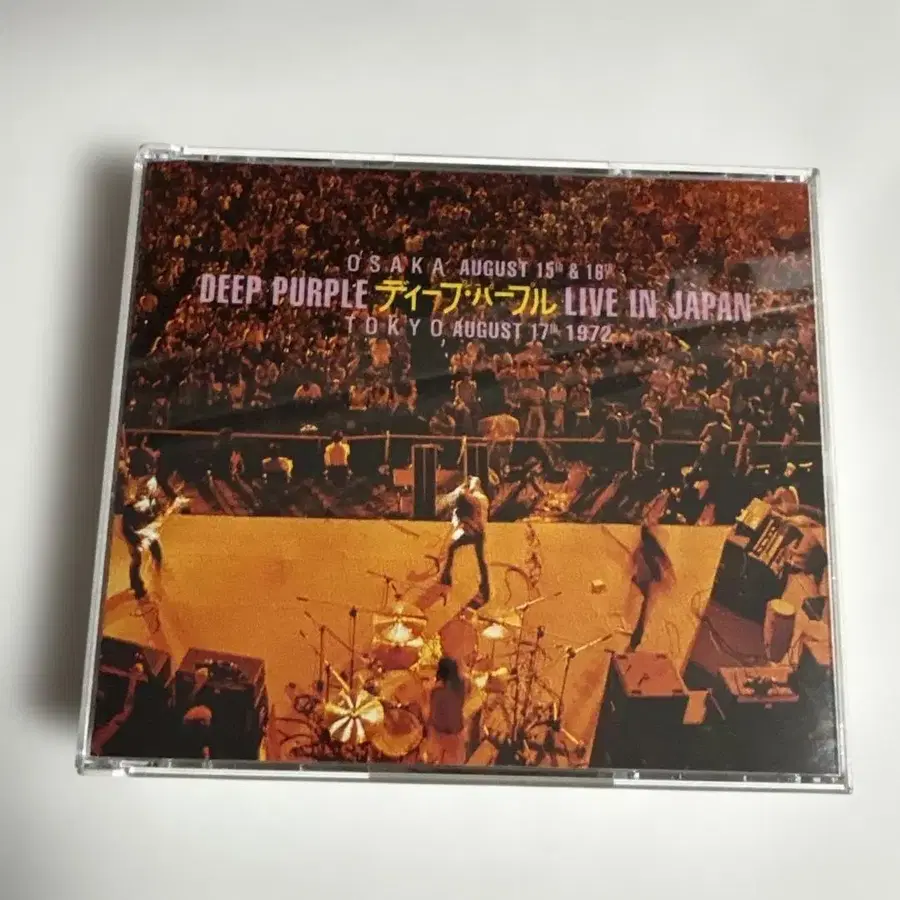 OSAKA AUGUST 15th & 16th
DEEP PURPLE ディープ・パープル LIVE IN JAPAN
TOKYO AUGUST 17th 1972